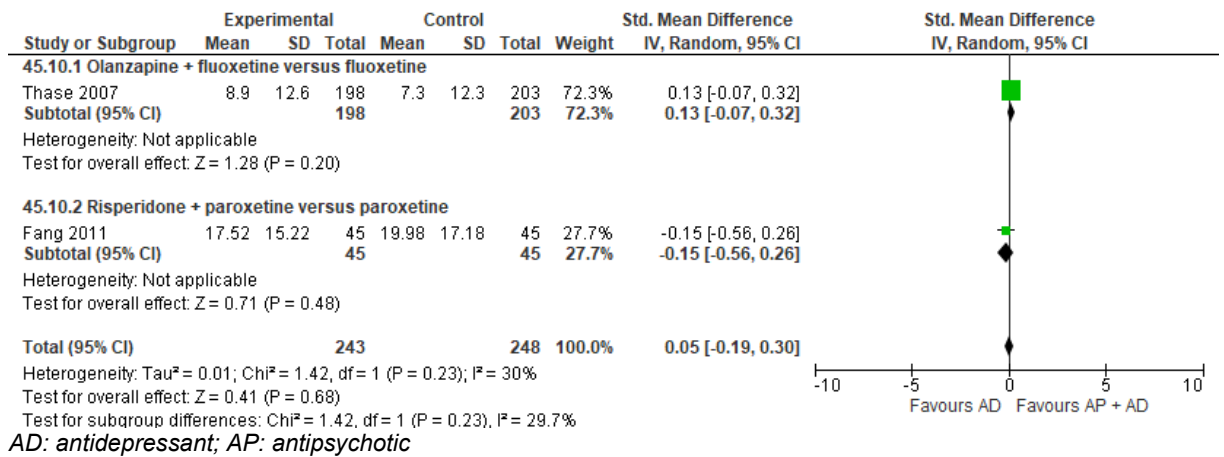 Experimental Control Std. Mean Difference Std. Mean Difference
Study or Subgroup Mean SD Total Mean SD Total Weight IV, Random, 95% CI IV, Random, 95% CI
45.10.1 Olanzapine + fluoxetine versus fluoxetine
Thase 2007 8.9 12.6 198 7.3 12.3 203 72.3% 0.13 [-0.07, 0.32]
Subtotal (95% CI) 198 203 72.3% 0.13 [-0.07, 0.32]
Heterogeneity: Not applicable
Test for overall effect: Z = 1.28 (P = 0.20)
45.10.2 Risperidone + paroxetine versus paroxetine
Fang 2011 17.52 15.22 45 19.98 17.18 45 27.7% -0.15 [-0.56, 0.26]
Subtotal (95% CI) 45 45 27.7% -0.15 [-0.56, 0.26]
Heterogeneity: Not applicable
Test for overall effect: Z = 0.71 (P = 0.48)
Total (95% CI) 243 248 100.0% 0.05 [-0.19, 0.30]
Heterogeneity: Tau² = 0.01; Chi² = 1.42, df = 1 (P = 0.23); I² = 30%
Test for overall effect: Z = 0.41 (P = 0.68)
Test for subgroup differences: Chi² = 1.42, df = 1 (P = 0.23), I² = 29.7%
-10 -5 0 5 10
Favours AD Favours AP + AD
AD: antidepressant; AP: antipsychotic